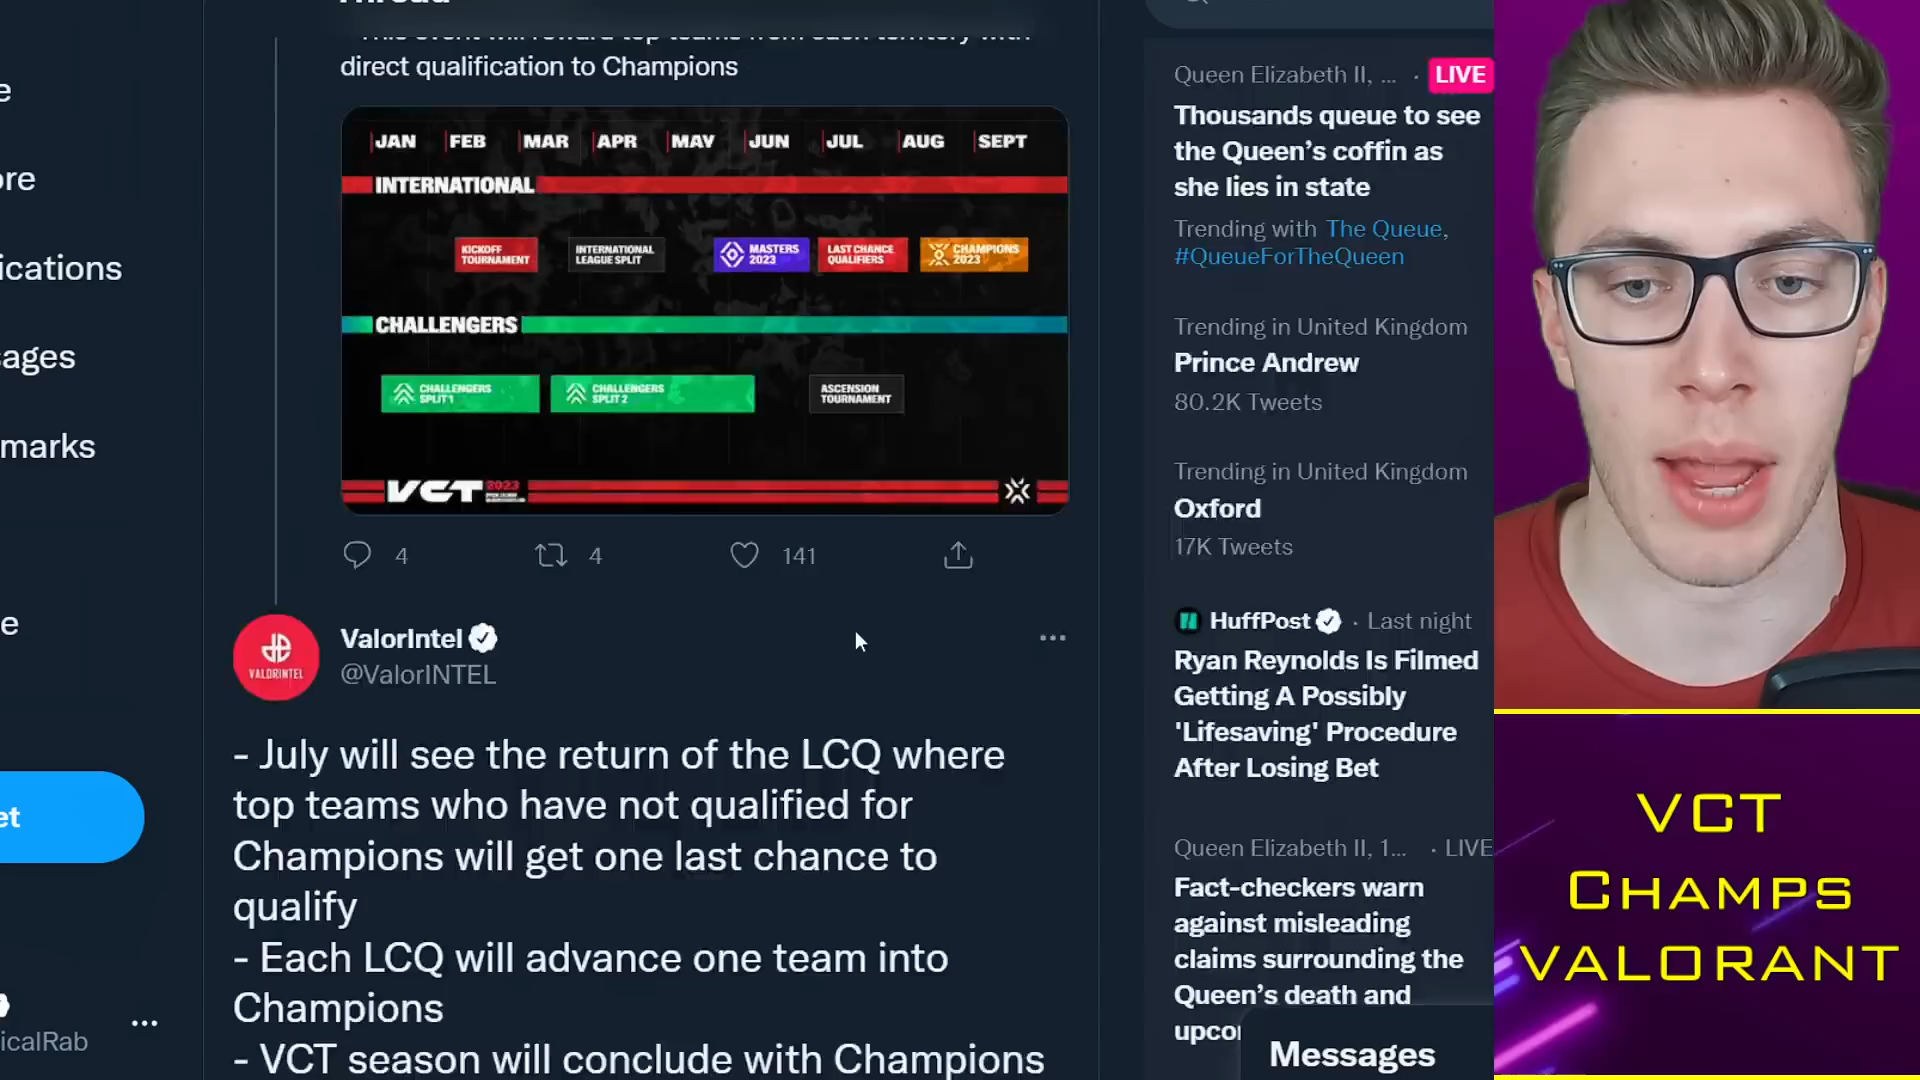 direct qualification to Champions
JAN FEB MAR APR MAY JUN JUL AUG SEPT
INTERNATIONAL
KICKOFF
TOURNAMENT
INTERNATIONAL
LEAGUE SPLIT
MASTERS
2023
LAST CHANCE
QUALIFIERS
CHAMPIONS
2023
CHALLENGERS
CHALLENGERS
SPLIT 1
CHALLENGERS
SPLIT 2
ASCENSION
TOURNAMENT
VCT 2023
4 4 141
VALORINTEL
ValorIntel
@ValorINTEL
- July will see the return of the LCQ where
top teams who have not qualified for
Champions will get one last chance to
qualify
- Each LCQ will advance one team into
Champions
- VCT season will conclude with Champions
e
ore
ications
sages
marks
e
et
icalRab
Queen Elizabeth II, ... · LIVE
Thousands queue to see
the Queen's coffin as
she lies in state
Trending with The Queue,
#QueueForTheQueen
Trending in United Kingdom
Prince Andrew
80.2K Tweets
Trending in United Kingdom
Oxford
17K Tweets
HuffPost · Last night
Ryan Reynolds Is Filmed
Getting A Possibly
'Lifesaving' Procedure
After Losing Bet
Queen Elizabeth II, 1... · LIVE
Fact-checkers warn
against misleading
claims surrounding the
Queen's death and
upco
Messages
VCT
CHAMPS
VALORANT